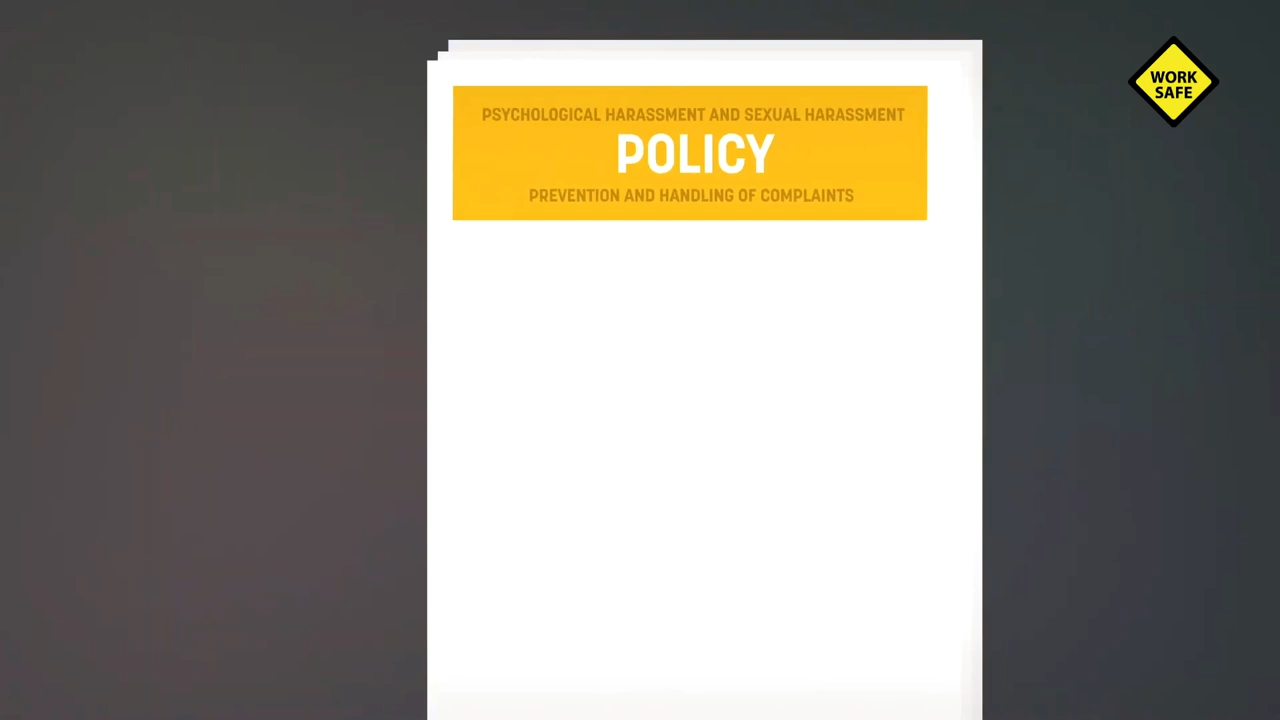 PSYCHOLOGICAL HARASSMENT AND SEXUAL HARASSMENT
POLICY
PREVENTION AND HANDLING OF COMPLAINTS
WORK
SAFE